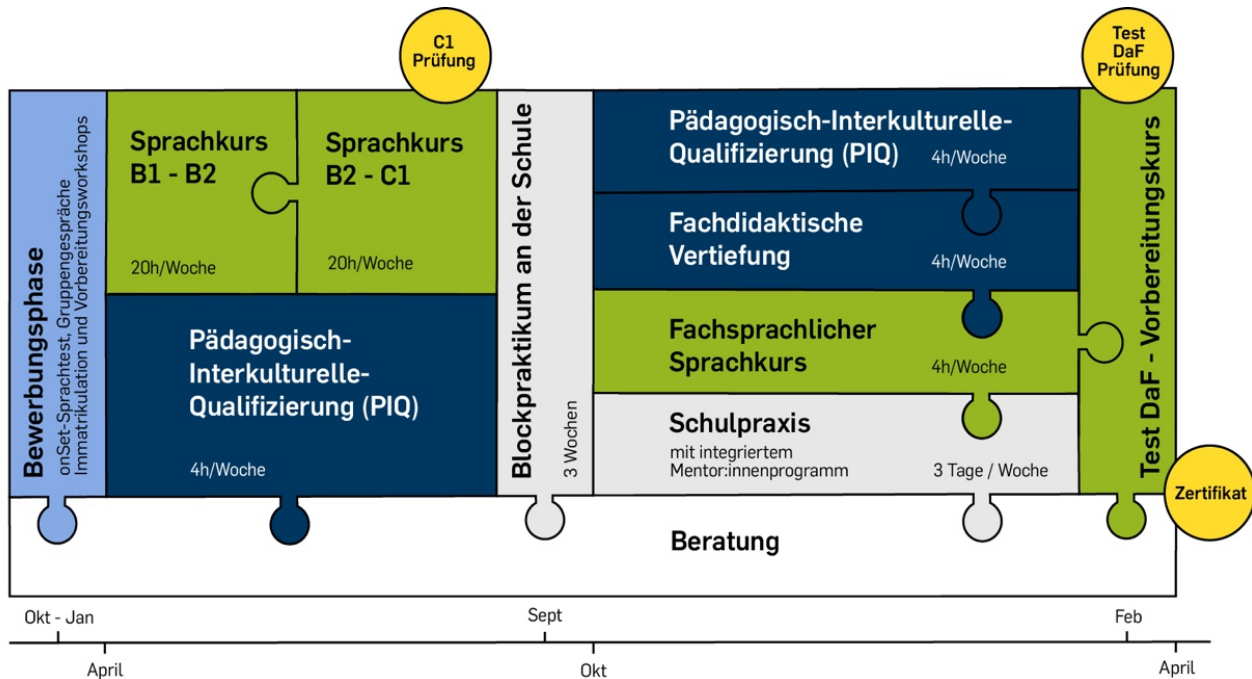 C1
Prüfung
Test
DaF
Prüfung
Bewerbungsphase
onSet-Sprachtest, Gruppengespräche
Immatrikulation und Vorbereitungsworkshops
Sprachkurs
B1 - B2
20h/Woche
Sprachkurs
B2 - C1
20h/Woche
Pädagogisch-
Interkulturelle-
Qualifizierung (PIQ)
4h/Woche
Blockpraktikum an der Schule
3 Wochen
Pädagogisch-Interkulturelle-
Qualifizierung (PIQ)
4h/Woche
Fachdidaktische
Vertiefung
4h/Woche
Fachsprachlicher
Sprachkurs
4h/Woche
Schulpraxis
mit integriertem
Mentor:innenprogramm
3 Tage / Woche
Test DaF - Vorbereitungskurs
Zertifikat
Beratung
Okt - Jan
Sept
Feb
April
Okt
April